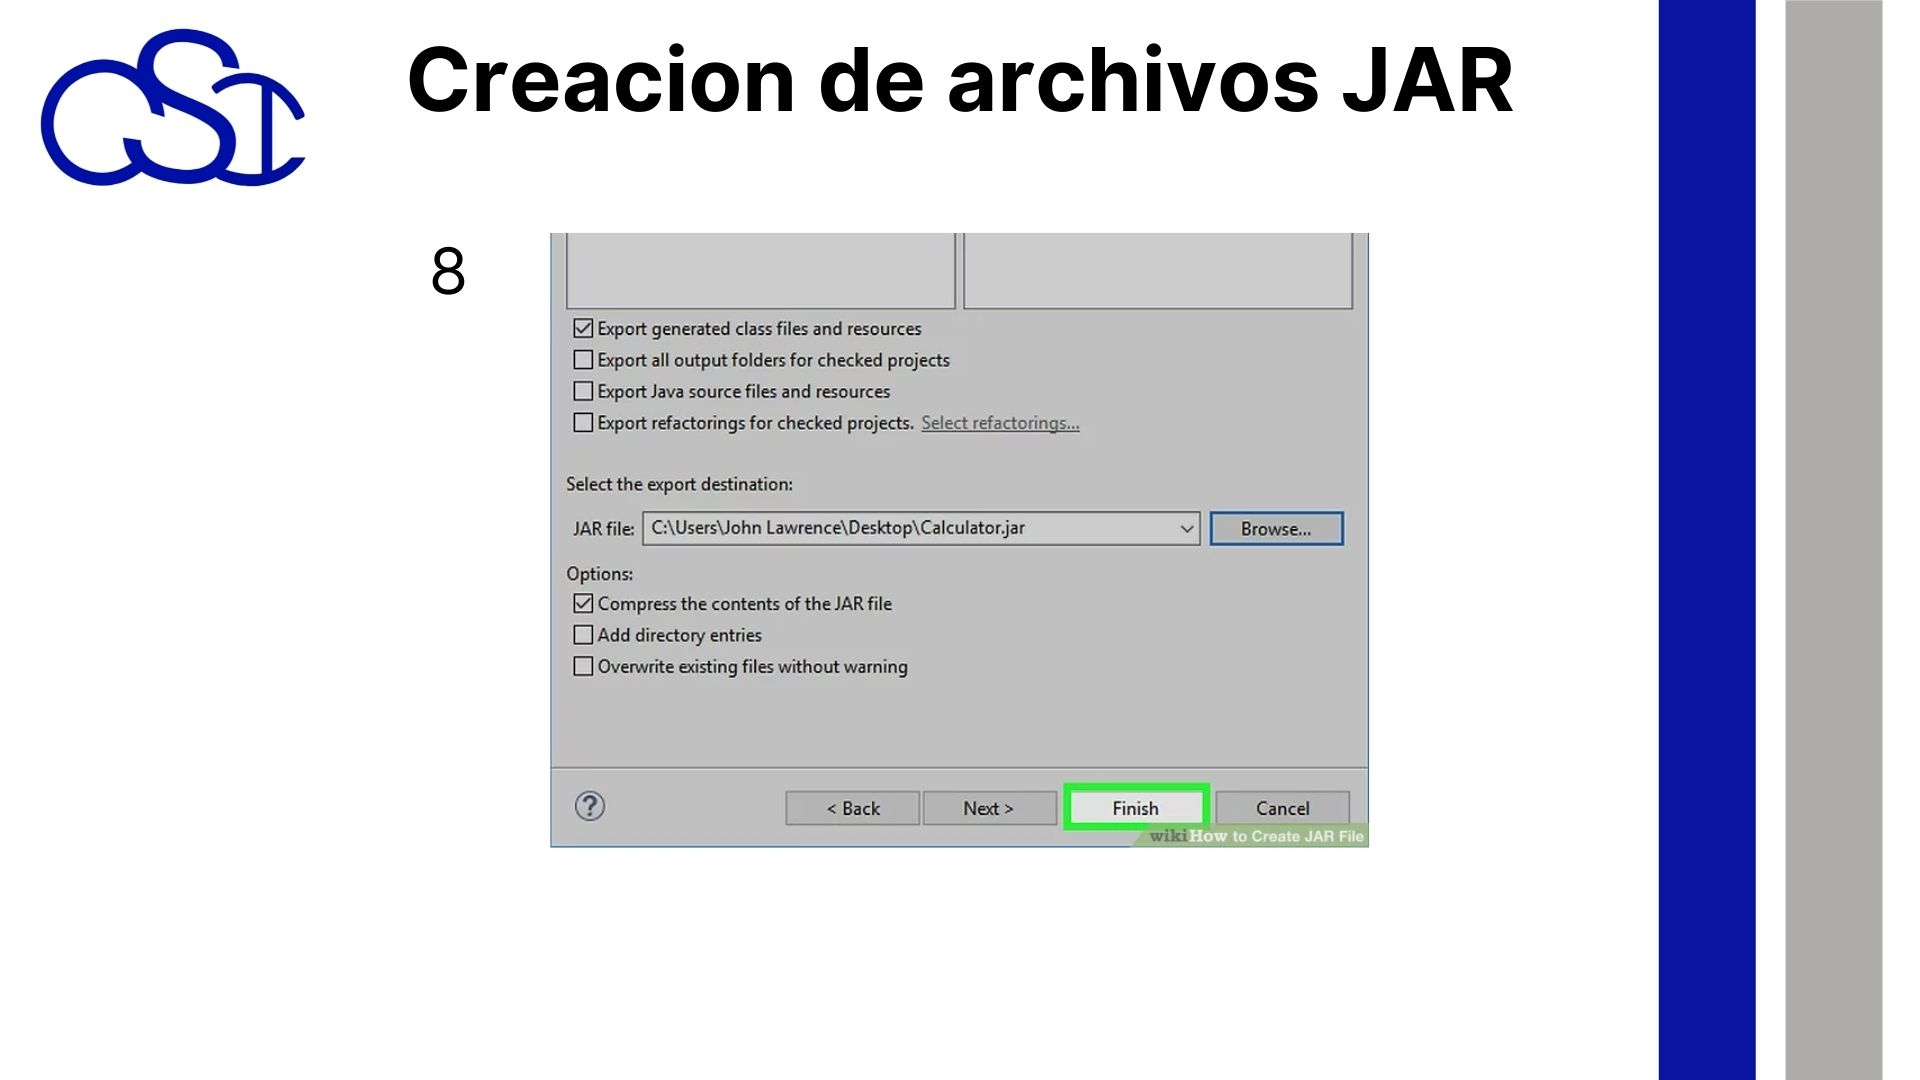 CSI
Creacion de archivos JAR
8
Export generated class files and resources
Export all output folders for checked projects
Export Java source files and resources
Export refactorings for checked projects. Select refactorings...
Select the export destination:
JAR file: C:\Users\John Lawrence\Desktop\Calculator.jar Browse...
Options:
Compress the contents of the JAR file
Add directory entries
Overwrite existing files without warning
? < Back Next > Finish Cancel
wikiHow to Create JAR File